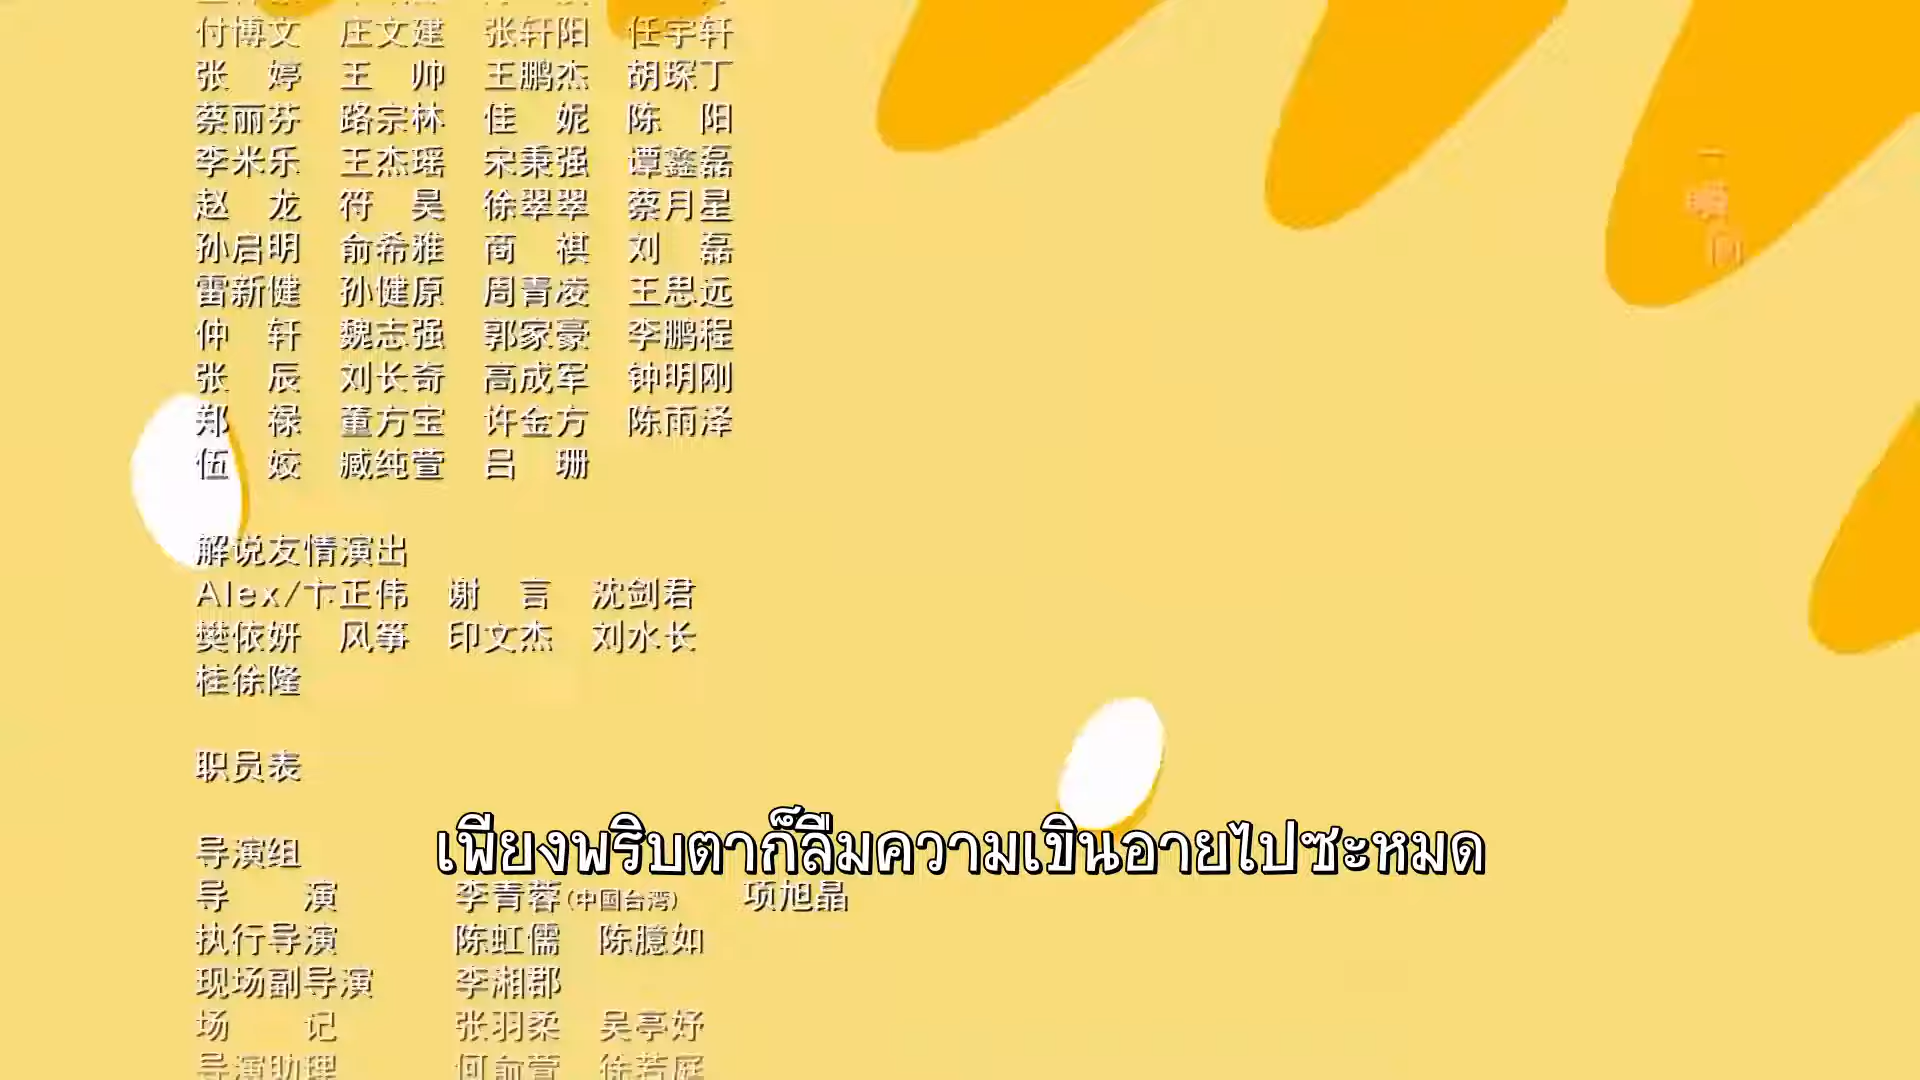 付博文 庄文建 张轩阳 任宇轩
张 婷 王 帅 王鹏杰 胡琛丁
蔡丽芬 路宗林 佳 妮 陈 阳
李米乐 王杰瑶 宋秉强 谭鑫磊
赵 龙 符 昊 徐翠翠 蔡月星
孙启明 俞希雅 商 祺 刘 磊
雷新健 孙健原 周青凌 王思远
仲 轩 魏志强 郭家豪 李鹏程
张 辰 刘长奇 高成军 钟明刚
郑 禄 董方宝 许金方 陈雨泽
伍 姣 臧纯萱 吕 珊
解说友情演出
Alex/卞正伟 谢 言 沈剑君
樊依妍 风筝 印文杰 刘水长
桂徐隆
职员表
导演组
เพียงพริบตาก็ลืมความเขินอายไปซะหมด
导 演 李青蓉(中國台湾) 项旭晶
执行导演 陈虹儒 陈臆如
现场副导演 李湘郡
场 记 张羽柔 吴亭妤
导演助理 何俞萱 徐若庭